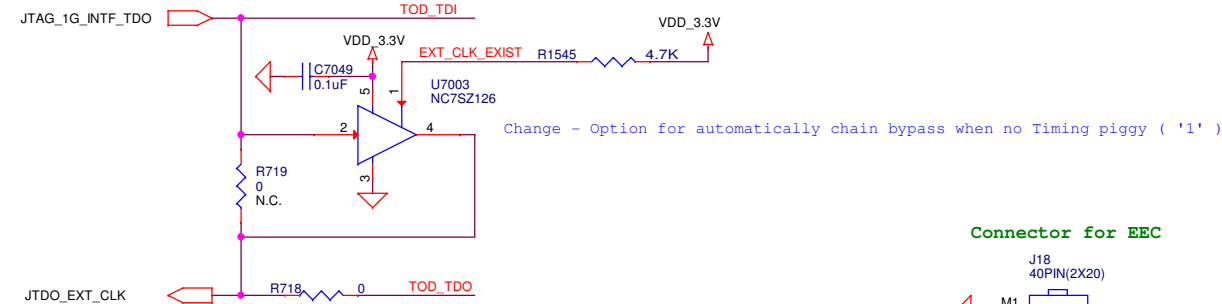 JTAG_1G_INTF_TDO
TOD_TDI
VDD_3.3V
VDD_3.3V
EXT_CLK_EXIST
R1545
4.7K
C7049
0.1uF
5
1
U7003
NC7SZ126
2
4
Change - Option for automatically chain bypass when no Timing piggy ( '1' )
3
R719
0
N.C.
Connector for EEC
J18
40PIN(2X20)
JTDO_EXT_CLK
R718
0
TOD_TDO
M1